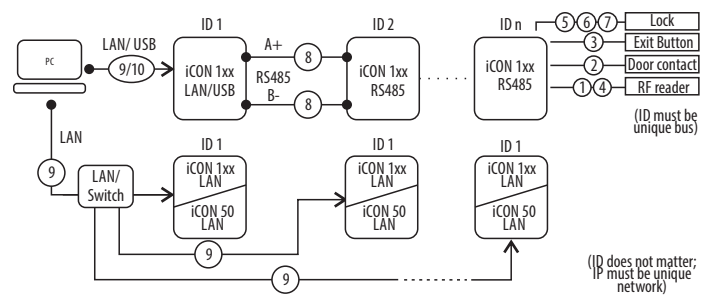 ID 1
ID 2
ID n
5 6 7 Lock
LAN/ USB
A+
8
3 Exit Button
PC
9/10
iCON 1xx
LAN/USB
RS485
iCON 1xx
RS485
iCON 1xx
RS485
2 Door contact
B-
8
1 4 RF reader
(ID must be
unique bus)
LAN
ID 1
ID 1
ID 1
9
LAN/
Switch
iCON 1xx
LAN
iCON 50
LAN
iCON 1xx
LAN
iCON 50
LAN
iCON 1xx
LAN
iCON 50
LAN
9
9
(ID does not matter;
IP must be unique
network)